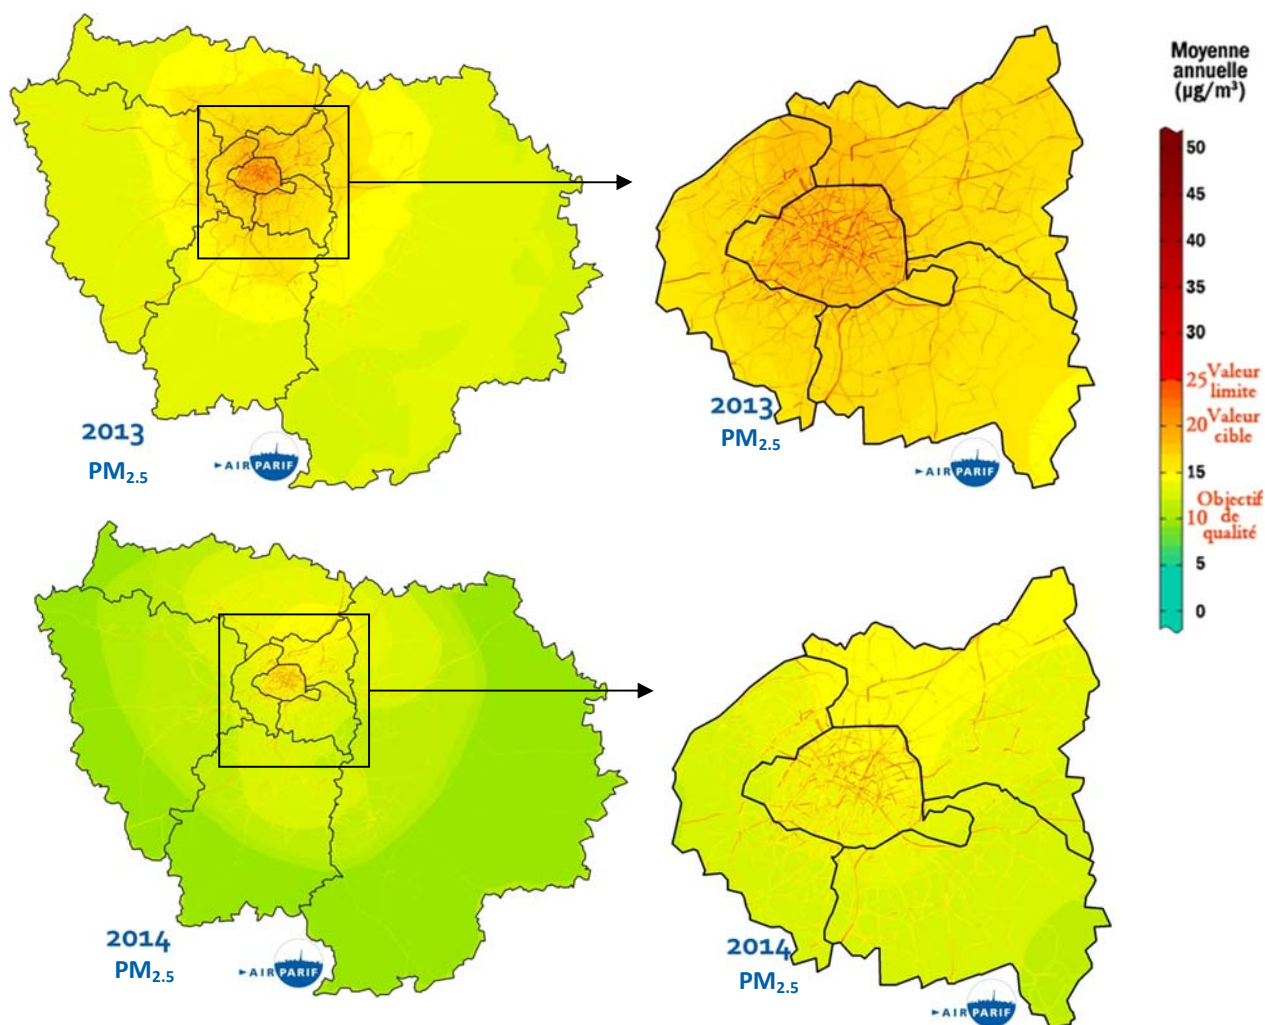 Moyenne
annuelle
(µg/m³)
50
45
40
35
30
25 Valeur
limite
20 Valeur
cible
15
Objectif
10 de
qualité
5
0
2013
PM2.5
AIRPARIF
2013
PM2.5
AIRPARIF
2014
PM2.5
AIRPARIF
2014
PM2.5
AIRPARIF